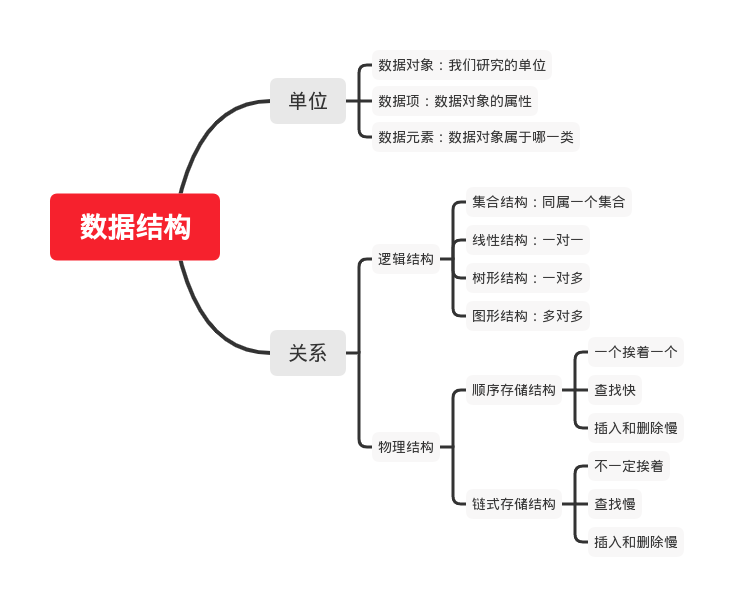 数据结构
单位
数据对象：我们研究的单位
数据项：数据对象的属性
数据元素：数据对象属于哪一类
关系
逻辑结构
集合结构：同属一个集合
线性结构：一对一
树形结构：一对多
图形结构：多对多
物理结构
顺序存储结构
一个挨着一个
查找快
插入和删除慢
链式存储结构
不一定挨着
查找慢
插入和删除慢